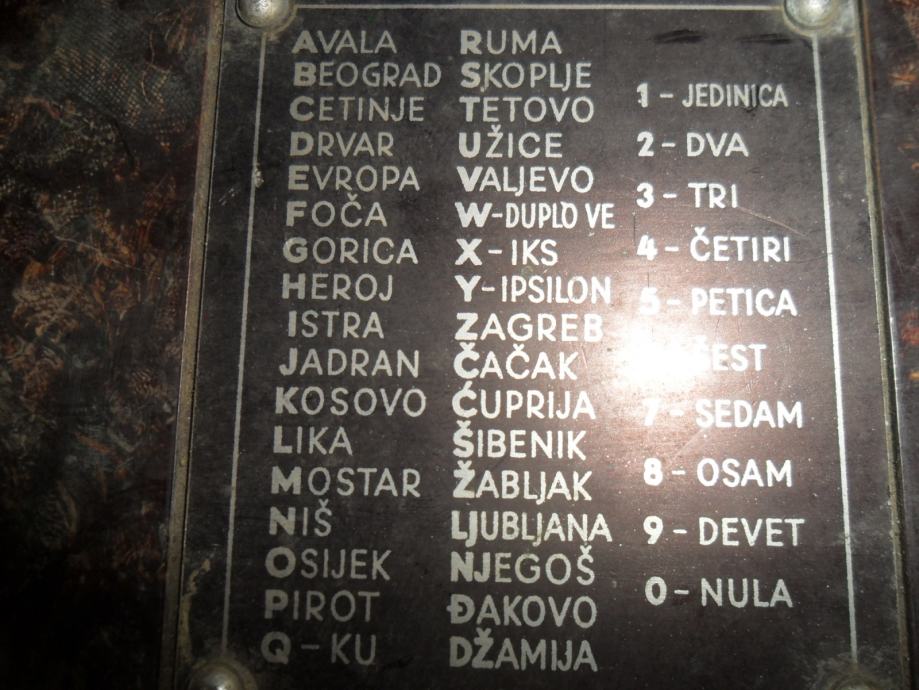 AVALA
BEOGRAD
CETINJE
DRVAR
EVROPA
FOČA
GORICA
HEROJ
ISTRA
JADRAN
KOSOVO
LIKA
MOSTAR
NIŠ
OSIJEK
PIROT
Q - KU
RUMA
SKOPLJE
TETOVO
UŽICE
VALJEVO
W-DUPLO VE
X - IKS
Y - IPSILON
ZAGREB
ČAČAK
ĆUPRIJA
ŠIBENIK
ŽABLJAK
LJUBLJANA
NJEGOŠ
ĐAKOVO
DŽAMIJA
1 - JEDINICA
2 - DVA
3 - TRI
4 - ČETIRI
5 - PETICA
ŠEST
7 - SEDAM
8 - OSAM
9 - DEVET
0 - NULA